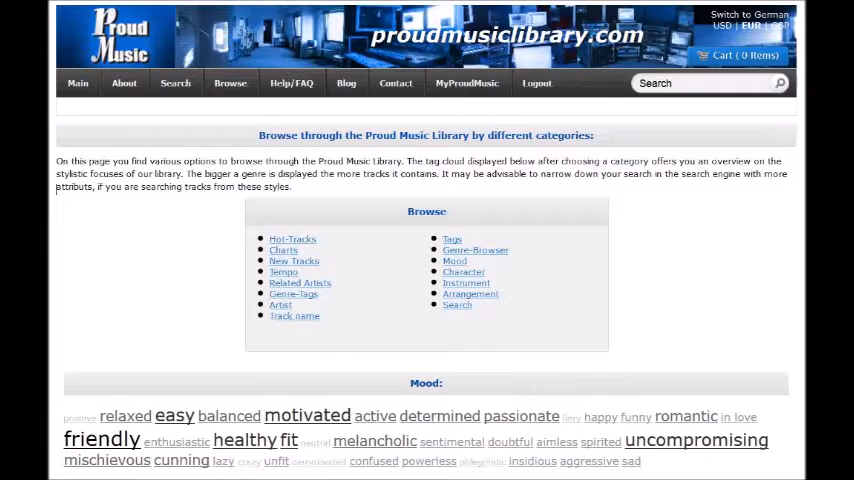 Proud Music
proudmusiclibrary.com
Switch to German
USD | EUR | GBP
Cart ( 0 Items)
Main About Search Browse Help/FAQ Blog Contact MyProudMusic Logout Search
Browse through the Proud Music Library by different categories:
On this page you find various options to browse through the Proud Music Library. The tag cloud displayed below after choosing a category offers you an overview on the
stylistic focuses of our library. The bigger a genre is displayed the more tracks it contains. It may be advisable to narrow down your search in the search engine with more
attributs, if you are searching tracks from these styles.
Browse
Hot-Tracks
Charts
New Tracks
Tempo
Related Artists
Genre-Tags
Artist
Track name
Tags
Genre-Browser
Mood
Character
Instrument
Arrangement
Search
Mood:
positive relaxed easy balanced motivated active determined passionate fiery happy funny romantic in love
friendly enthusiastic healthy fit neutral melancholic sentimental doubtful aimless spirited uncompromising
mischievous cunning lazy crazy unfit demotivated confused powerless phlegmatic insidious aggressive sad